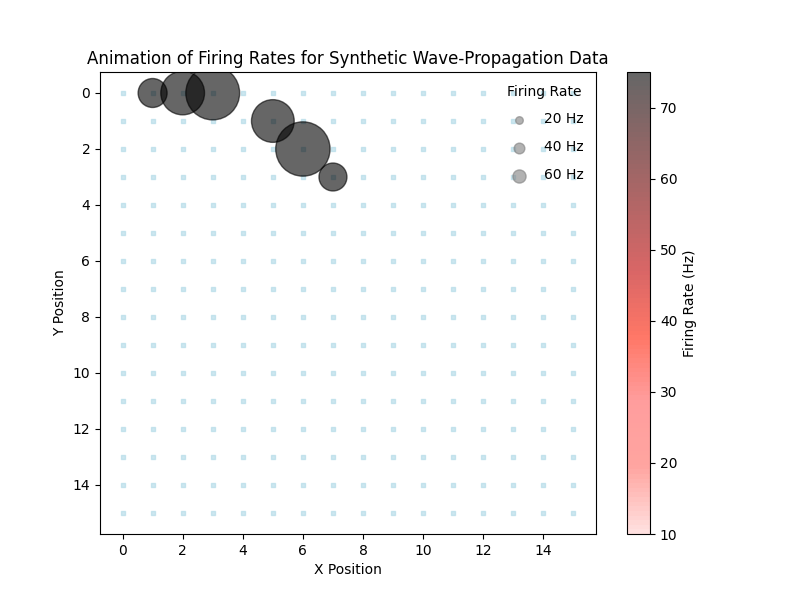 Animation of Firing Rates for Synthetic Wave-Propagation Data
Firing Rate
20 Hz
40 Hz
60 Hz
0
2
4
6
8
10
12
14
Y Position
0 2 4 6 8 10 12 14
X Position
70
60
50
40
30
20
10
Firing Rate (Hz)